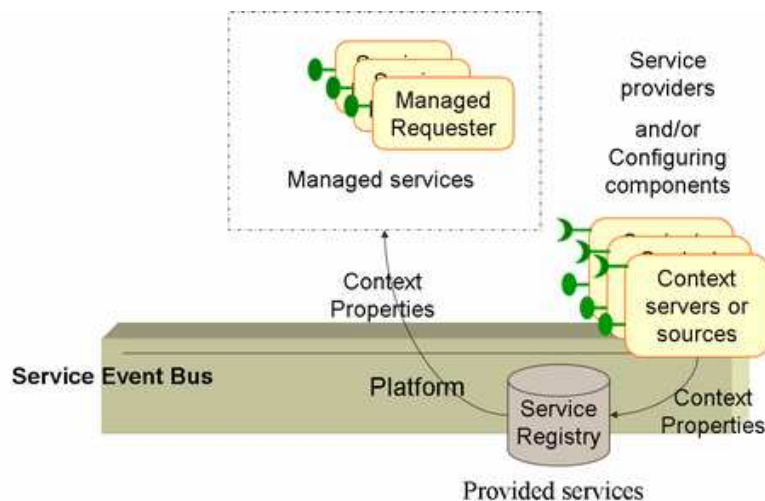 Managed
Requester
Managed services
Service
providers
and/or
Configuring
components
Context
servers or
sources
Context
Properties
Service Event Bus
Platform
Service
Registry
Context
Properties
Provided services